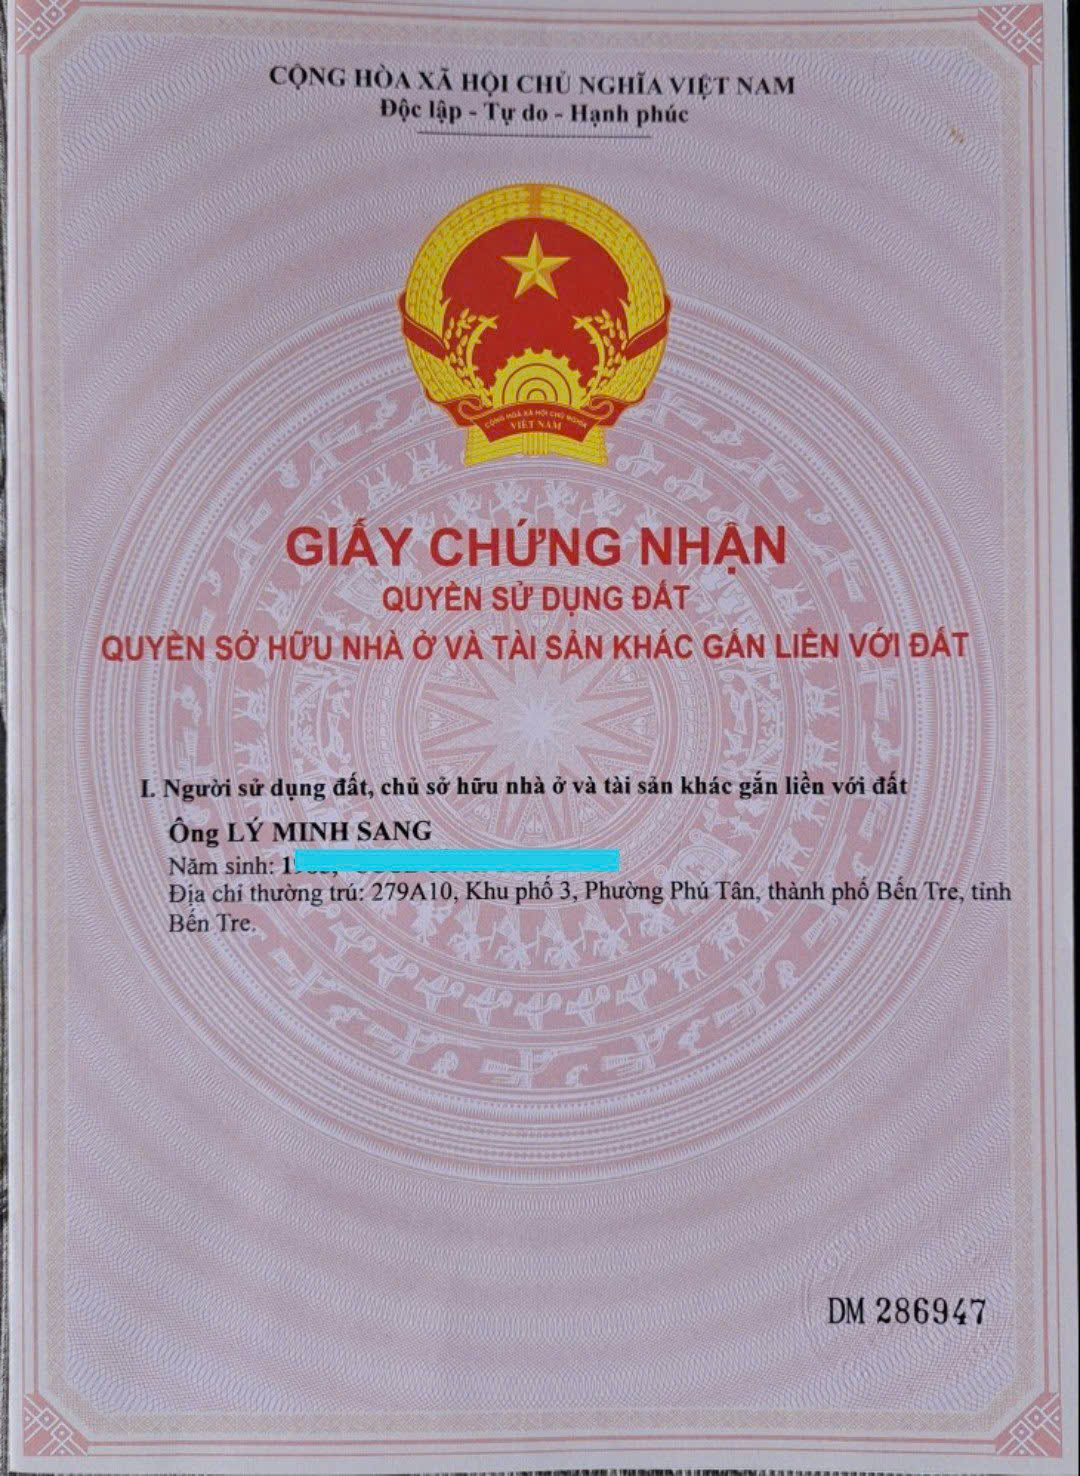 CỘNG HÒA XÃ HỘI CHỦ NGHĨA VIỆT NAM
Độc lập - Tự do - Hạnh phúc
CỘNG HOÀ XÃ HỘI CHỦ NGHĨA
VIỆT NAM
GIẤY CHỨNG NHẬN
QUYỀN SỬ DỤNG ĐẤT
QUYỀN SỞ HỮU NHÀ Ở VÀ TÀI SẢN KHÁC GẮN LIỀN VỚI ĐẤT
I. Người sử dụng đất, chủ sở hữu nhà ở và tài sản khác gắn liền với đất
Ông LÝ MINH SANG
Năm sinh:
Địa chỉ thường trú: 279A10, Khu phố 3, Phường Phú Tân, thành phố Bến Tre, tỉnh
Bến Tre.
DM 286947